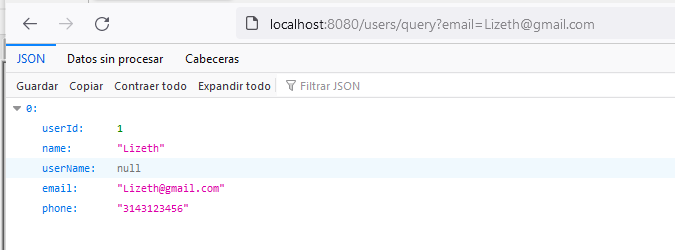 localhost:8080/users/query?email=Lizeth@gmail.com
JSON Datos sin procesar Cabeceras
Guardar Copiar Contraer todo Expandir todo Filtrar JSON
0:
userId: 1
name: "Lizeth"
userName: null
email: "Lizeth@gmail.com"
phone: "3143123456"